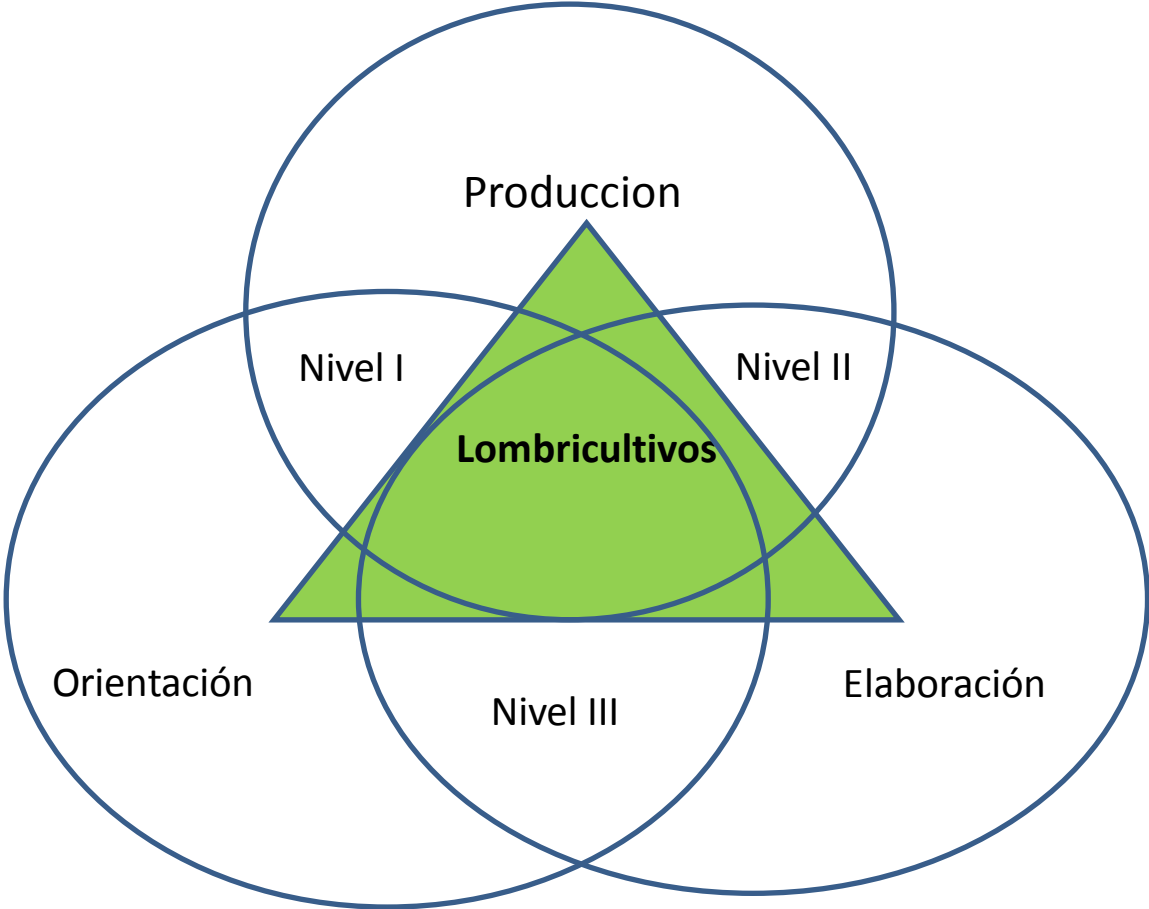 Produccion
Nivel I
Nivel II
Lombricultivos
Orientación
Elaboración
Nivel III